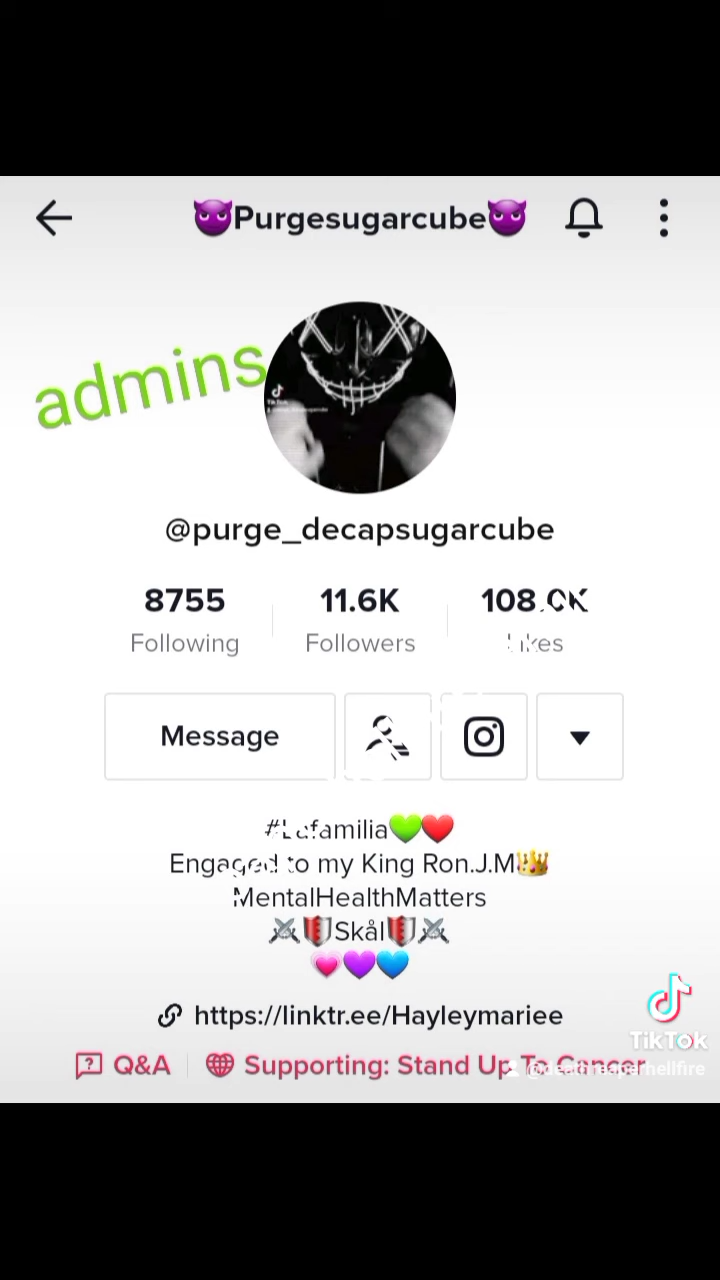 😈Purgesugarcube😈
admins
@purge_decapsugarcube
8755 11.6K 108.0K
Following Followers Likes
Message
#Lafamilia💚❤️
Engaged to my King Ron.J.M👑
MentalHealthMatters
⚔️🛡️Skål🛡️⚔️
💗💜💙
https://linktr.ee/Hayleymariee
Q&A Supporting: Stand Up To Cancer
TikTok
@deathreaperhellfire